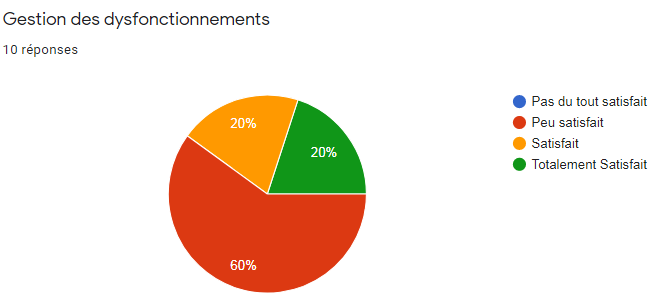 Gestion des dysfonctionnements
10 réponses
20%
20%
60%
Pas du tout satisfait
Peu satisfait
Satisfait
Totalement Satisfait